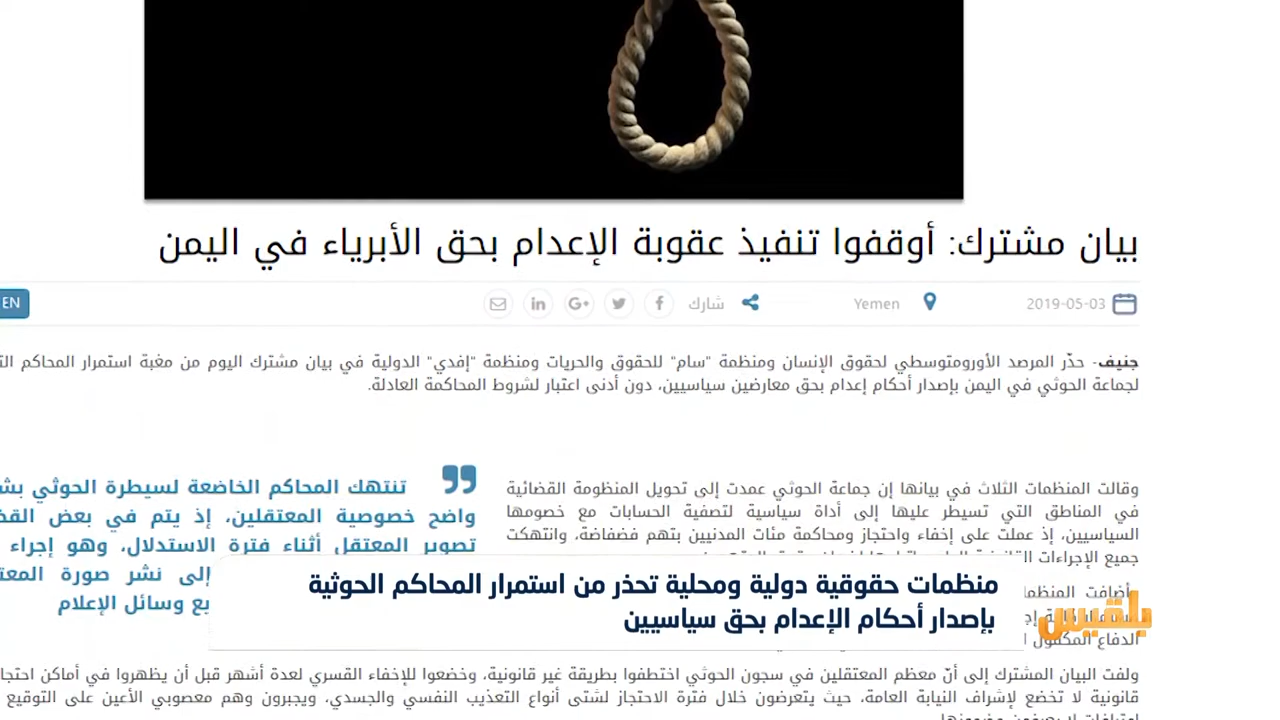 بيان مشترك: أوقفوا تنفيذ عقوبة الإعدام بحق الأبرياء في اليمن
2019-05-03 Yemen شارك EN
جنيف- حذّر المرصد الأورومتوسطي لحقوق الإنسان ومنظمة "سام" للحقوق والحريات ومنظمة "إفدي" الدولية في بيان مشترك اليوم من مغبة استمرار المحاكم
لجماعة الحوثي في اليمن بإصدار أحكام إعدام بحق معارضين سياسيين، دون أدنى اعتبار لشروط المحاكمة العادلة.
وقالت المنظمات الثلاث في بيانها إن جماعة الحوثي عمدت إلى تحويل المنظومة القضائية
في المناطق التي تسيطر عليها إلى أداة سياسية لتصفية الحسابات مع خصومها
السياسيين، إذ عملت على إخفاء واحتجاز ومحاكمة مئات المدنيين بتهم فضفاضة، وانتهكت
جميع الإجراءات
أضافت
الدفاع
تنتهك المحاكم الخاضعة لسيطرة الحوثي
واضح خصوصية المعتقلين، إذ يتم في بعض
تصوير المعتقل أثناء فترة الاستدلال، وهو إجراء
إلى نشر صورة
وسائل الإعلام
منظمات حقوقية دولية ومحلية تحذر من استمرار المحاكم الحوثية
بإصدار أحكام الإعدام بحق سياسيين
بلقيس
ولفت البيان المشترك إلى أنّ معظم المعتقلين في سجون الحوثي اختطفوا بطريقة غير قانونية، وخضعوا للإخفاء القسري لعدة أشهر قبل أن يظهروا في أماكن
قانونية لا تخضع لإشراف النيابة العامة، حيث يتعرضون خلال فترة الاحتجاز لشتى أنواع التعذيب النفسي والجسدي، ويجبرون وهم معصوبي الأعين على التوقيع